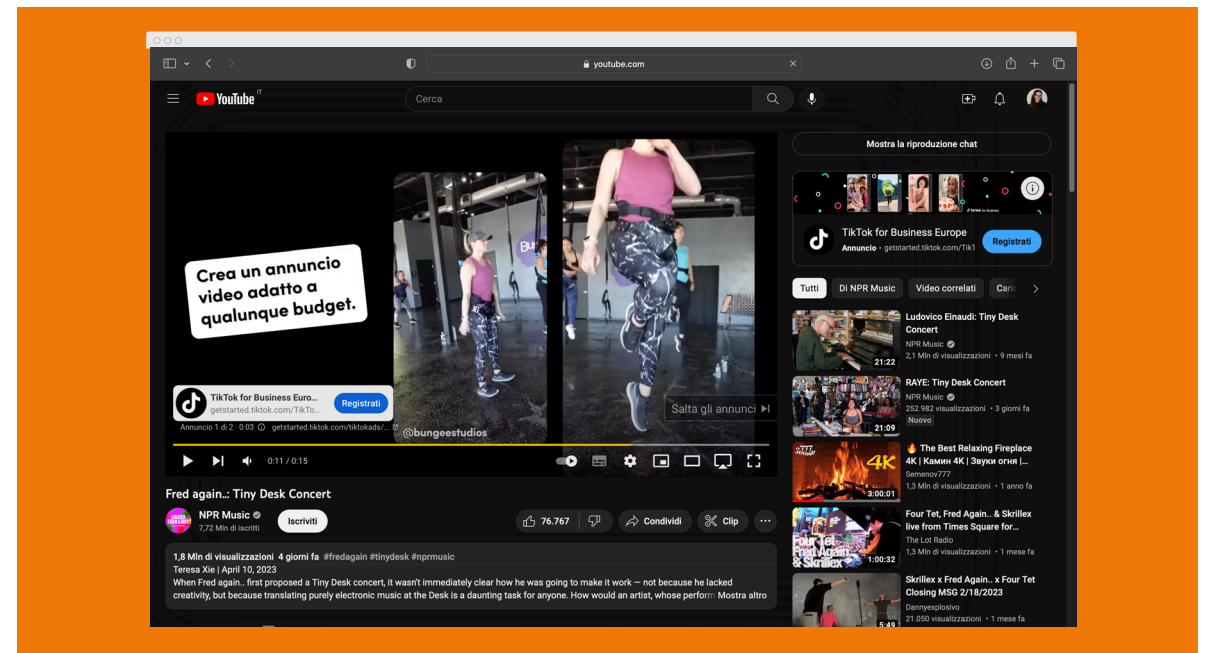 youtube.com
YouTube IT
Cerca
Crea un annuncio
video adatto a
qualunque budget.
TikTok for Business Euro...
getstarted.tiktok.com/TikTo...
Registrati
Salta gli annunci
Annuncio 1 di 2 · 0:03 getstarted.tiktok.com/tiktokads/...
@bungeestudios
0:11 / 0:15
Fred again..: Tiny Desk Concert
NPR Music
7,72 Mln di iscritti
Iscriviti
76.767
Condividi
Clip
1,8 Mln di visualizzazioni 4 giorni fa #fredagain #tinydesk #nprmusic
Teresa Xie | April 10, 2023
When Fred again.. first proposed a Tiny Desk concert, it wasn't immediately clear how he was going to make it work — not because he lacked
creativity, but because translating purely electronic music at the Desk is a daunting task for anyone. How would an artist, whose perform Mostra altro
Mostra la riproduzione chat
TikTok for Business Europe
Annuncio · getstarted.tiktok.com/Tik1
Registrati
Tutti
Di NPR Music
Video correlati
Caric
Ludovico Einaudi: Tiny Desk
Concert
NPR Music
2,1 Mln di visualizzazioni • 9 mesi fa
21:22
RAYE: Tiny Desk Concert
NPR Music
252.982 visualizzazioni • 3 giorni fa
Nuovo
21:09
🔥 The Best Relaxing Fireplace
4K | Камин 4K | Звуки огня |...
Semenov777
1,3 Mln di visualizzazioni • 1 anno fa
4K
3:00:01
Four Tet, Fred Again.. & Skrillex
live from Times Square for...
The Lot Radio
1,3 Mln di visualizzazioni • 1 mese fa
Four Tet
Fred Again
& Skrillex
1:00:32
Skrillex x Fred Again.. x Four Tet
Closing MSG 2/18/2023
Dannyexplosivo
21.050 visualizzazioni • 1 mese fa
5:49